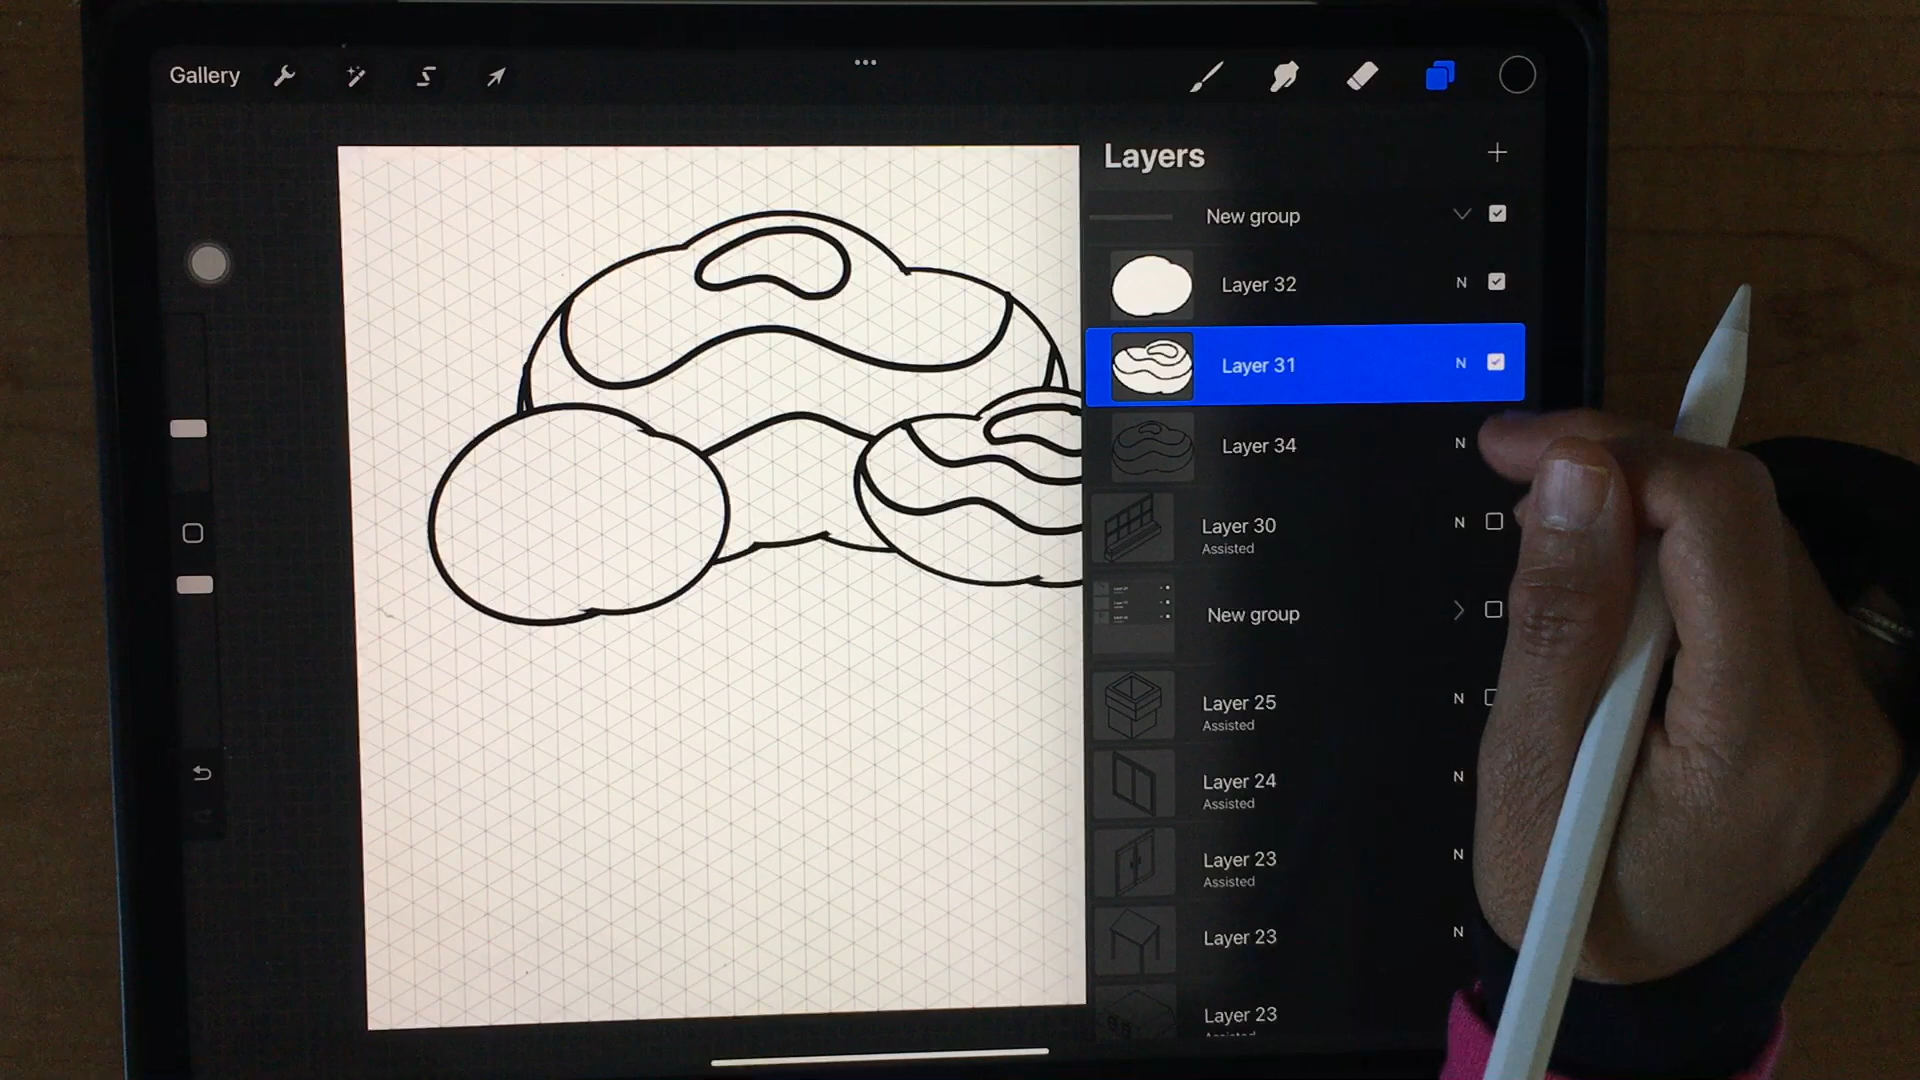 Gallery
Layers
New group
Layer 32 N
Layer 31 N
Layer 34 N
Layer 30 N
Assisted
New group
Layer 25 N
Assisted
Layer 24 N
Assisted
Layer 23 N
Assisted
Layer 23 N
Layer 23
Assisted